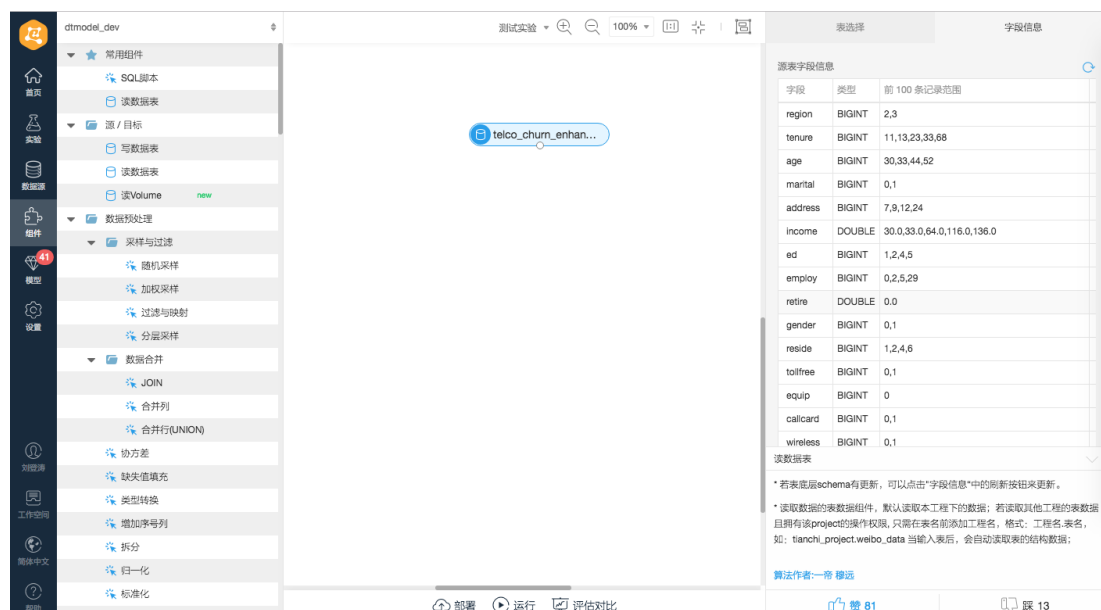 dtmodel_dev
测试实验
100%
表选择
字段信息
首页
实验
数据源
组件
41
模型
设置
刘登涛
工作空间
简体中文
帮助
常用组件
SQL脚本
读数据表
源 / 目标
写数据表
读数据表
读Volume new
数据预处理
采样与过滤
随机采样
加权采样
过滤与映射
分层采样
数据合并
JOIN
合并列
合并行(UNION)
协方差
缺失值填充
类型转换
增加序号列
拆分
归一化
标准化
telco_churn_enhan...
部署
运行
评估对比
源表字段信息
字段 类型 前 100 条记录范围
region BIGINT 2,3
tenure BIGINT 11,13,23,33,68
age BIGINT 30,33,44,52
marital BIGINT 0,1
address BIGINT 7,9,12,24
income DOUBLE 30.0,33.0,64.0,116.0,136.0
ed BIGINT 1,2,4,5
employ BIGINT 0,2,5,29
retire DOUBLE 0.0
gender BIGINT 0,1
reside BIGINT 1,2,4,6
tollfree BIGINT 0,1
equip BIGINT 0
callcard BIGINT 0,1
wireless BIGINT 0,1
读数据表
* 若表底层schema有更新，可以点击"字段信息"中的刷新按钮来更新。
* 读取数据的表数据组件，默认读取本工程下的数据；若读取其他工程的表数据
且拥有该project的操作权限, 只需在表名前添加工程名，格式：工程名.表名，
如：tianchi_project.weibo_data 当输入表后，会自动读取表的结构数据；
算法作者:一帝 穆远
赞 81
踩 13